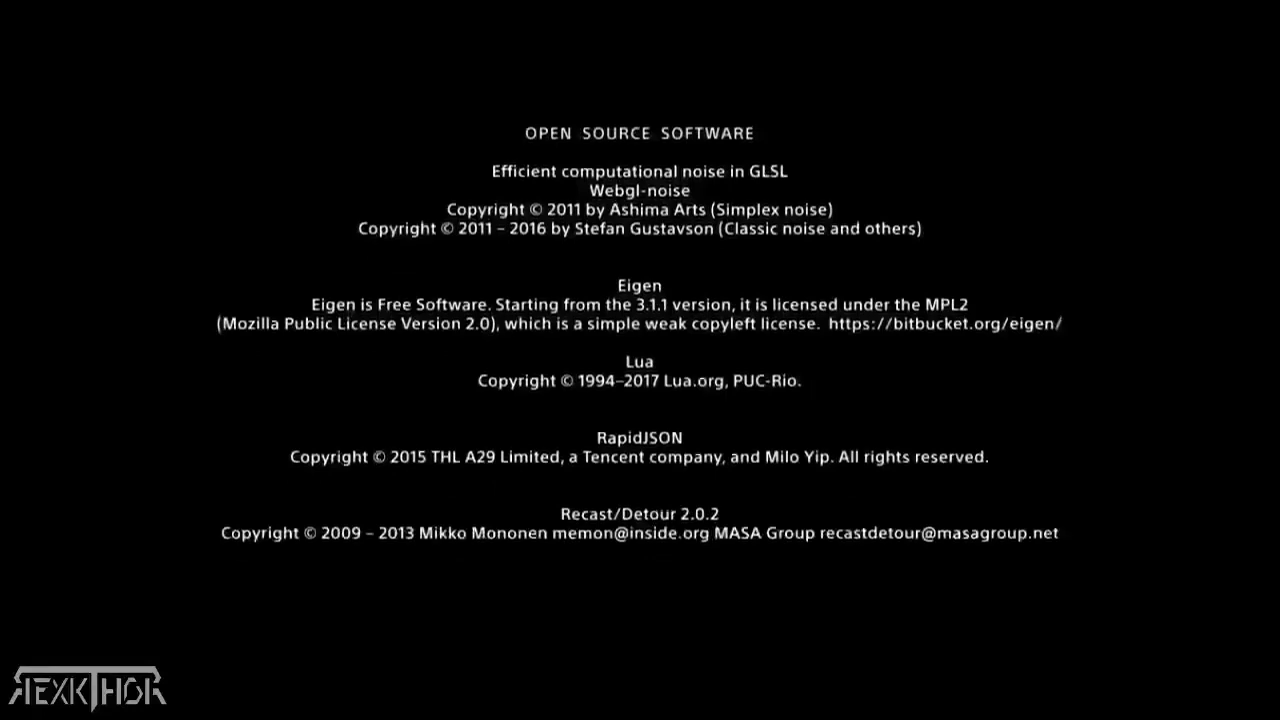 OPEN SOURCE SOFTWARE
Efficient computational noise in GLSL
Webgl-noise
Copyright © 2011 by Ashima Arts (Simplex noise)
Copyright © 2011 – 2016 by Stefan Gustavson (Classic noise and others)
Eigen
Eigen is Free Software. Starting from the 3.1.1 version, it is licensed under the MPL2
(Mozilla Public License Version 2.0), which is a simple weak copyleft license. https://bitbucket.org/eigen/
Lua
Copyright © 1994–2017 Lua.org, PUC-Rio.
RapidJSON
Copyright © 2015 THL A29 Limited, a Tencent company, and Milo Yip. All rights reserved.
Recast/Detour 2.0.2
Copyright © 2009 – 2013 Mikko Mononen memon@inside.org MASA Group recastdetour@masagroup.net